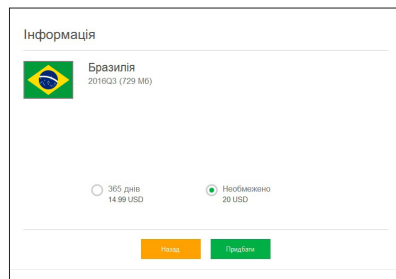 Інформація
Бразилія
2016Q3 (729 Мб)
365 днів
14.99 USD
Необмежено
20 USD
Назад
Придбати